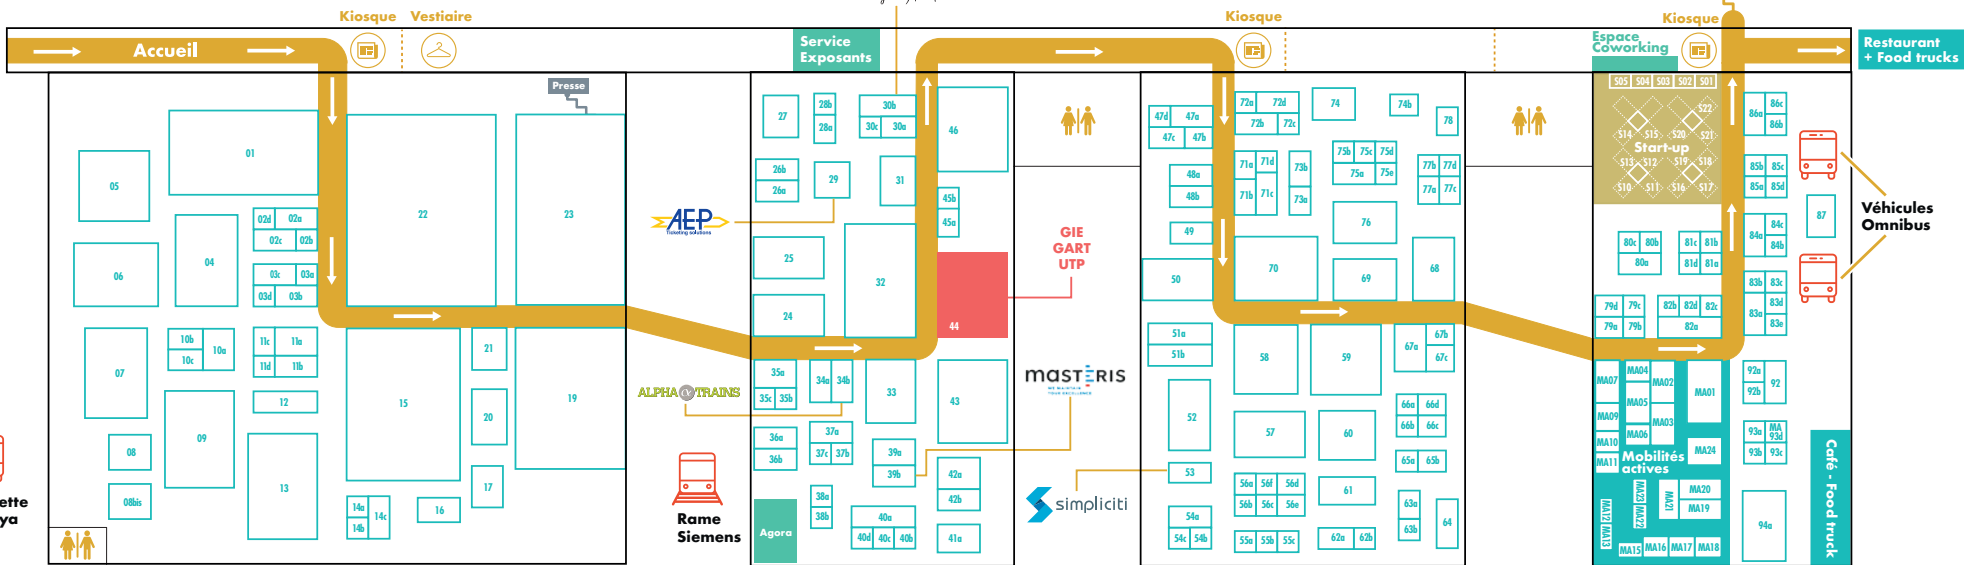 Kiosque
Vestiaire
Kiosque
Kiosque
Accueil
Service
Exposants
Espace
Coworking
Restaurant
+ Food trucks
Presse
01
05
04
06
02d
02a
02c
02b
03c
03a
03d
03b
22
23
07
10b
10a
10c
11c
11a
11d
11b
12
09
08
08bis
13
15
14a
14c
14b
16
17
20
21
19
ette
ya
27
28b
28a
30b
30c
30a
46
26b
26a
29
31
45b
45a
AEP
Ticketing solutions
25
24
32
44
GIE
GART
UTP
ALPHA
TRAINS
35a
35c
35b
34a
34b
33
43
36a
36b
37a
37c
37b
39a
39b
38a
38b
40a
40d
40c
40b
42a
42b
41a
Agora
Rame
Siemens
masteris
simpliciti
47d
47a
47c
47b
48a
48b
49
50
51a
51b
52
53
54a
54c
54b
72a
72d
72b
72c
71a
71d
71b
71c
73b
73a
74
74b
78
75b
75c
75d
75a
75e
77b
77d
77a
77c
76
70
69
68
58
59
67a
67b
67c
57
60
66a
66d
66b
66c
65a
65b
56a
56f
56d
56b
56c
56e
61
55a
55b
55c
62a
62b
63a
63b
64
S05
S04
S03
S02
S01
S22
S14
S15
S20
S21
Start-up
S13
S12
S19
S18
S10
S11
S16
S17
86a
86c
86b
85b
85c
85a
85d
87
84a
84c
84b
83b
83c
83d
83a
83e
80c
80b
80a
81c
81b
81d
81a
79d
79c
79a
79b
82b
82d
82c
82a
Véhicules
Omnibus
MA07
MA04
MA02
MA01
MA05
MA09
MA03
MA06
MA10
MA11
MA24
Mobilités
actives
MA20
MA19
MA21
MA23
MA22
MA12
MA13
MA15
MA16
MA17
MA18
92a
92
92b
93a
MA
93d
93b
93c
94a
Café - Food truck